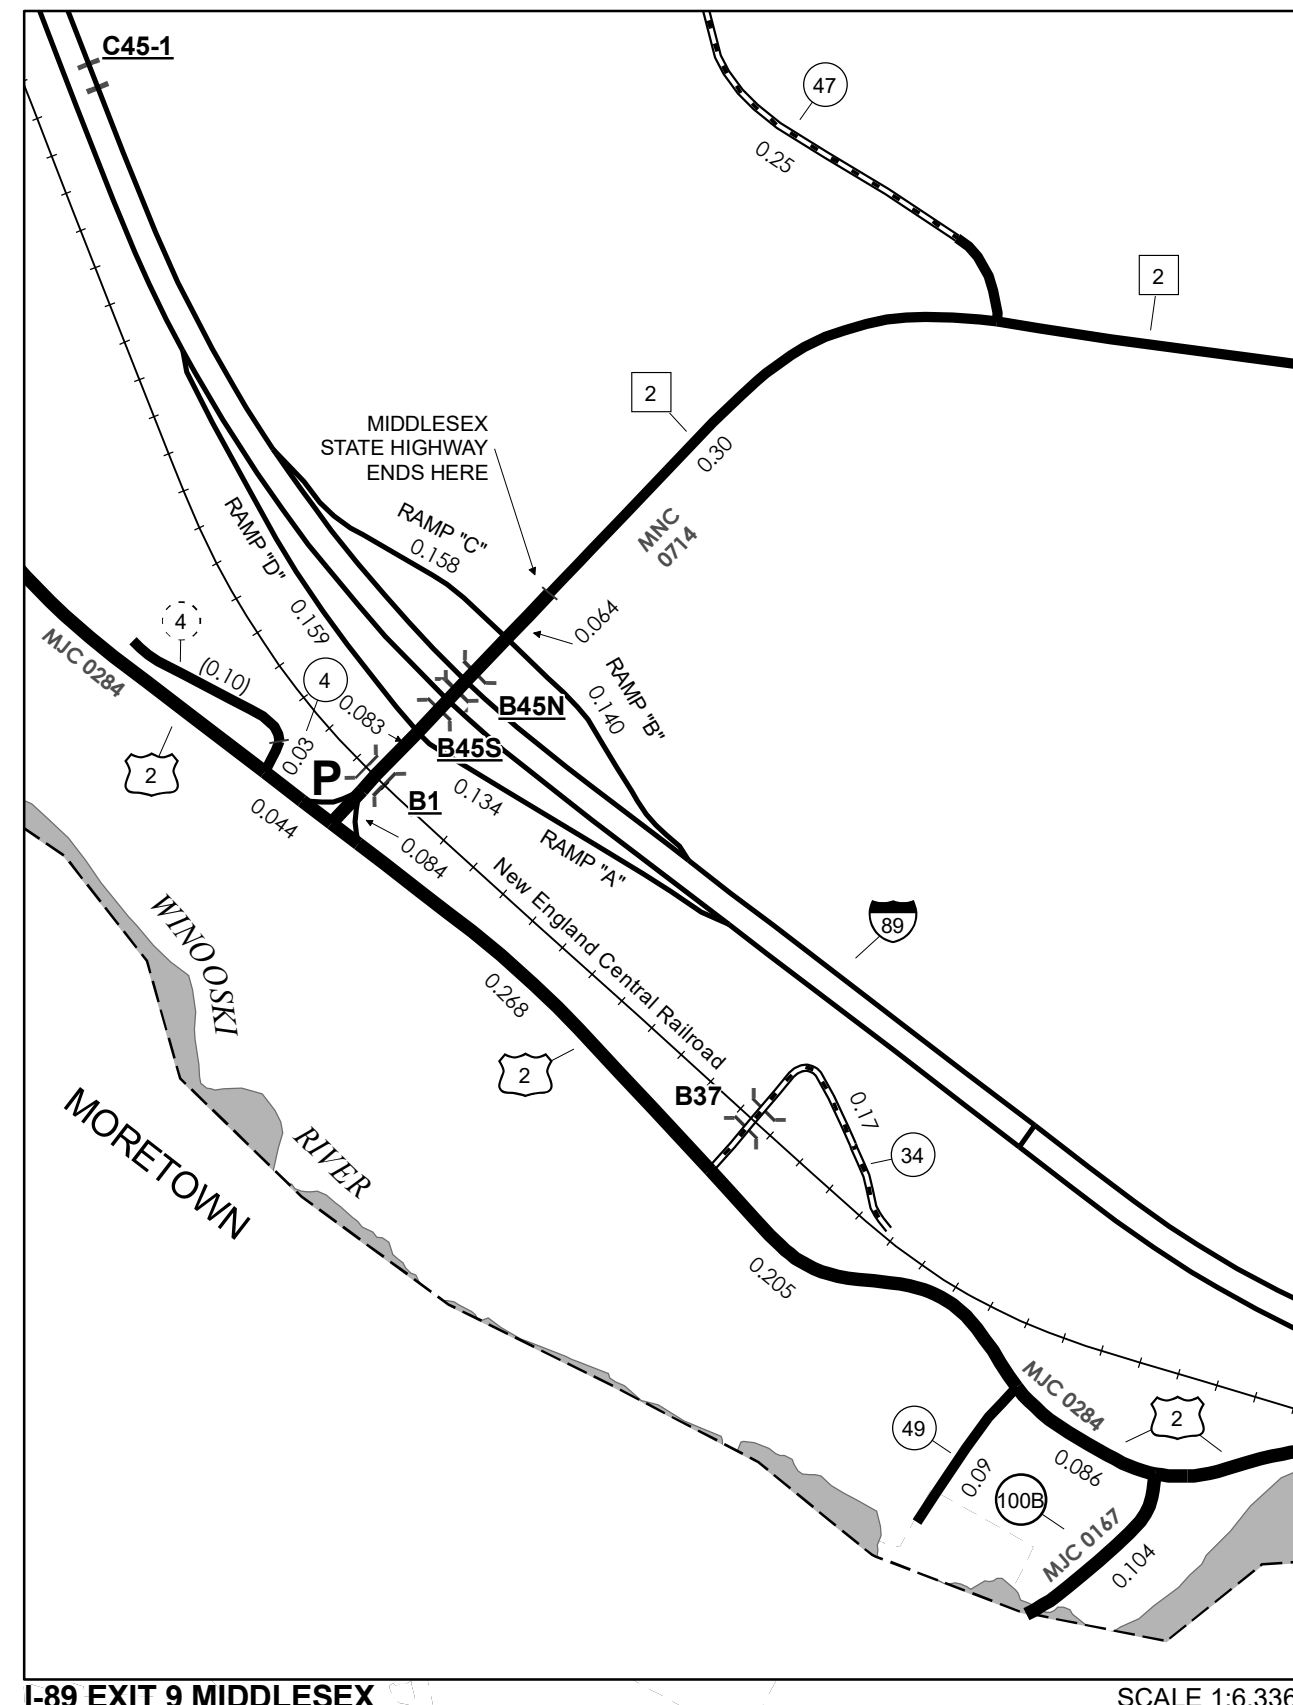 C45-1
47
0.25
2
2
MIDDLESEX
STATE HIGHWAY
ENDS HERE
0.30
MNC
0714
RAMP "C"
0.158
RAMP "D"
0.159
0.064
RAMP "B"
0.140
4
(0.10)
4
0.083
MJC 0284
B45N
B45S
0.03
P
2
B1
0.134
0.044
0.084
RAMP "A"
New England Central Railroad
89
WINOOSKI
0.268
2
B37
0.17
34
MORETOWN
RIVER
0.205
MJC 0284
2
49
0.09
0.086
100B
MJC 0167
0.104
I-89 EXIT 9 MIDDLESEX
SCALE 1:6,336